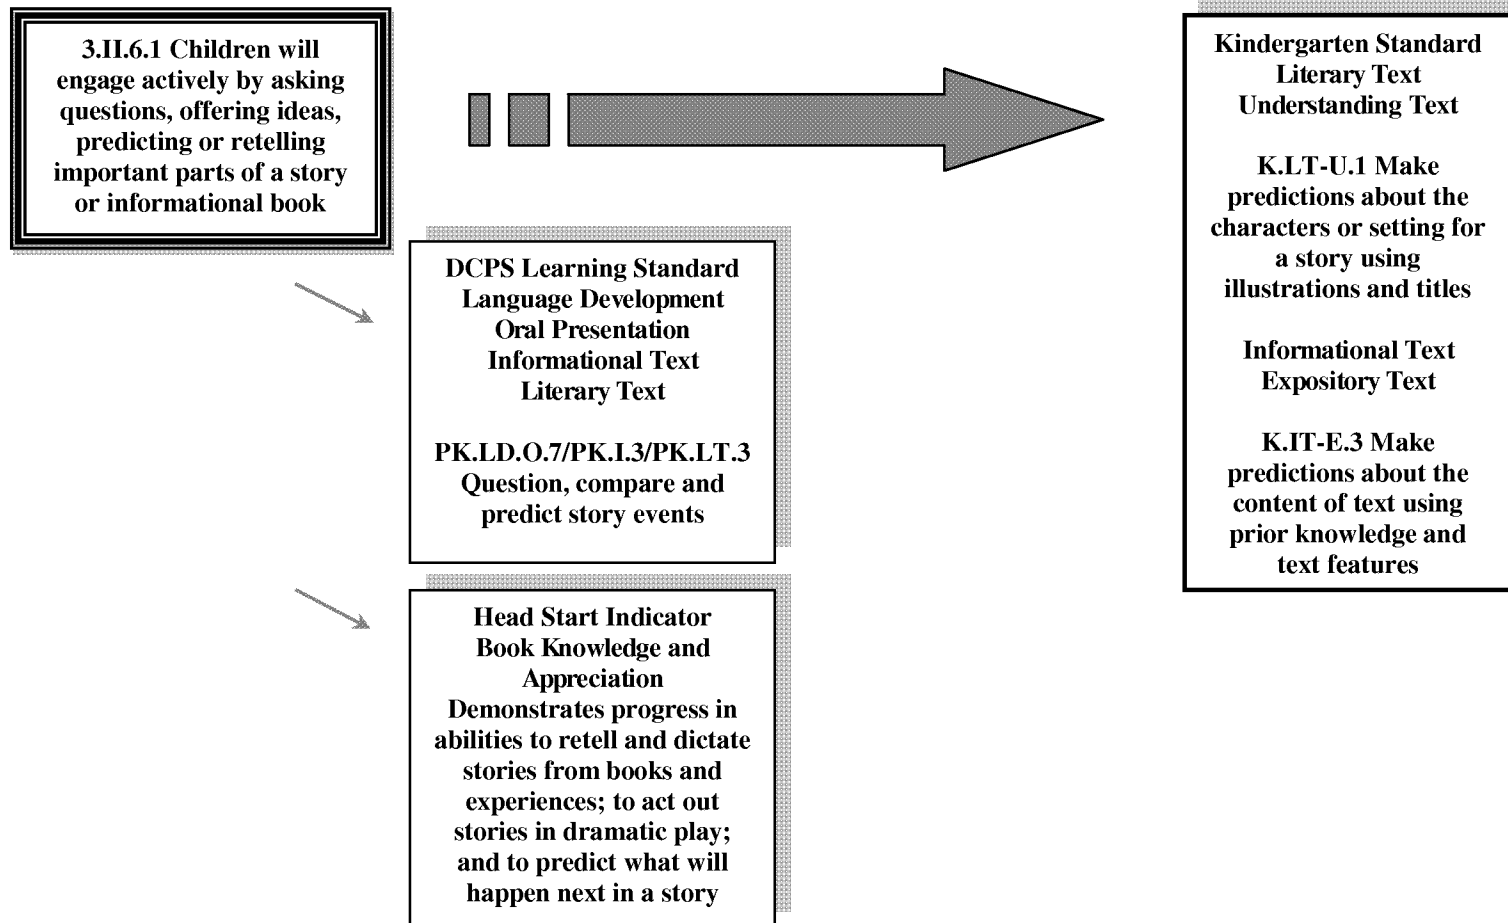 3.II.6.1 Children will
engage actively by asking
questions, offering ideas,
predicting or retelling
important parts of a story
or informational book
DCPS Learning Standard
Language Development
Oral Presentation
Informational Text
Literary Text
PK.LD.O.7/PK.I.3/PK.LT.3
Question, compare and
predict story events
Head Start Indicator
Book Knowledge and
Appreciation
Demonstrates progress in
abilities to retell and dictate
stories from books and
experiences; to act out
stories in dramatic play;
and to predict what will
happen next in a story
Kindergarten Standard
Literary Text
Understanding Text
K.LT-U.1 Make
predictions about the
characters or setting for
a story using
illustrations and titles
Informational Text
Expository Text
K.IT-E.3 Make
predictions about the
content of text using
prior knowledge and
text features